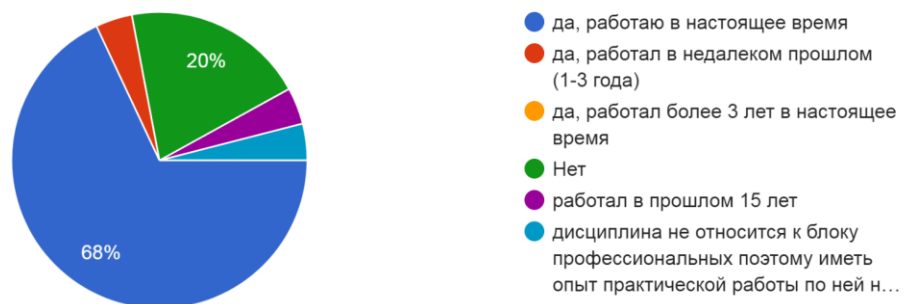 20%
68%
да, работаю в настоящее время
да, работал в недалеком прошлом
(1-3 года)
да, работал более 3 лет в настоящее
время
Нет
работал в прошлом 15 лет
дисциплина не относится к блоку
профессиональных поэтому иметь
опыт практической работы по ней н…